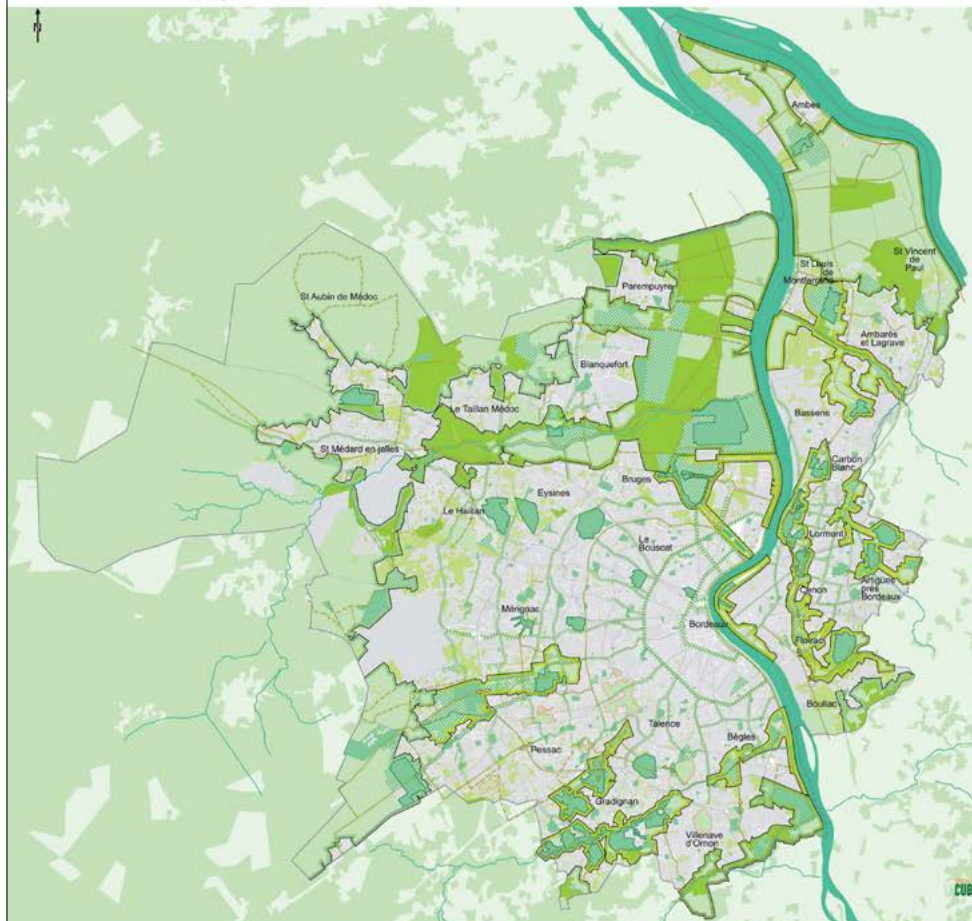 N
Ambès
St Vincent
de
Paul
St Louis
de
Montferrand
Parempuyre
St Aubin de Médoc
Ambarès
et Lagrave
Blanquefort
Le Taillan Médoc
Bassens
St Médard en jalles
Carbon
Blanc
Bruges
Eysines
Le Haillan
Lormont
Le
Bouscat
Artigues
près
Bordeaux
Cenon
Mérignac
Bordeaux
Floirac
Bouliac
Talence
Bègles
Pessac
Gradignan
Villenave
d'Ornon
CUB